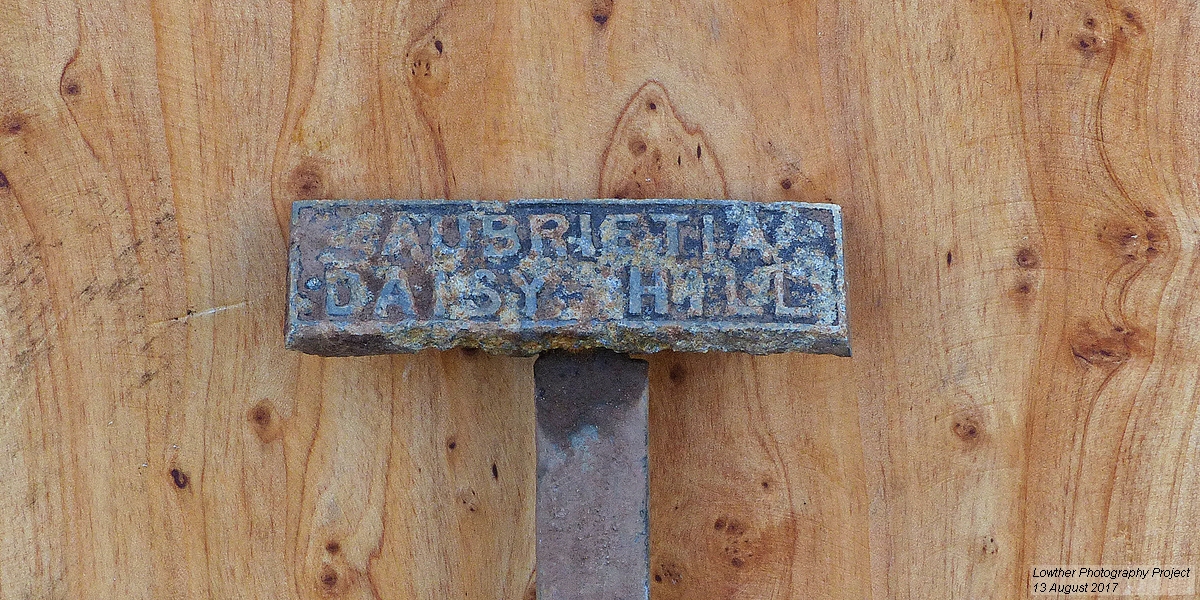 AUBRIETIA
DAISY HILL
Lowther Photography Project
13 August 2017